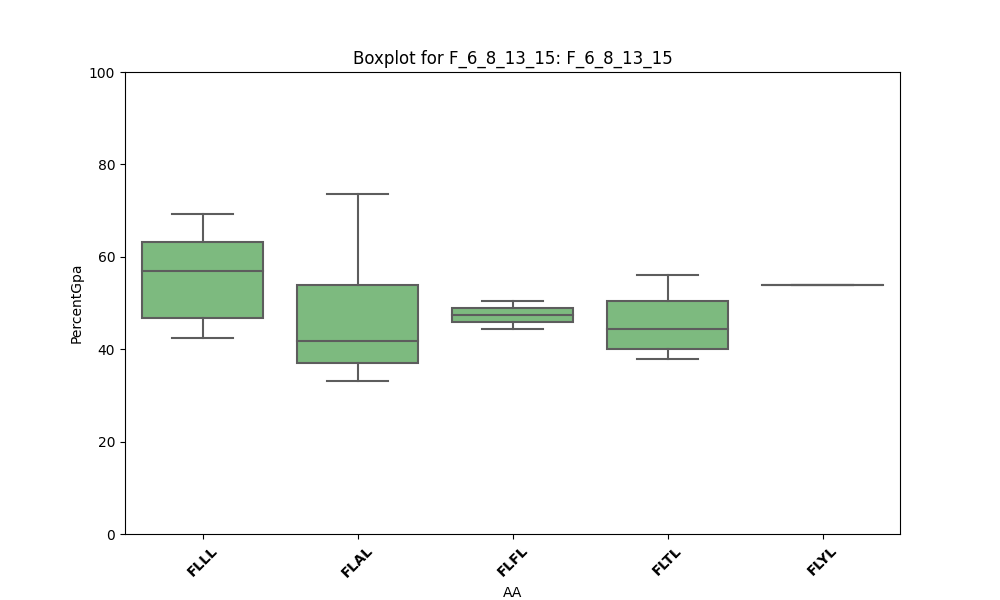 Boxplot for F_6_8_13_15: F_6_8_13_15
100
80
60
40
20
0
PercentGpa
FLLL
FLAL
FLFL
FLTL
FLYL
AA